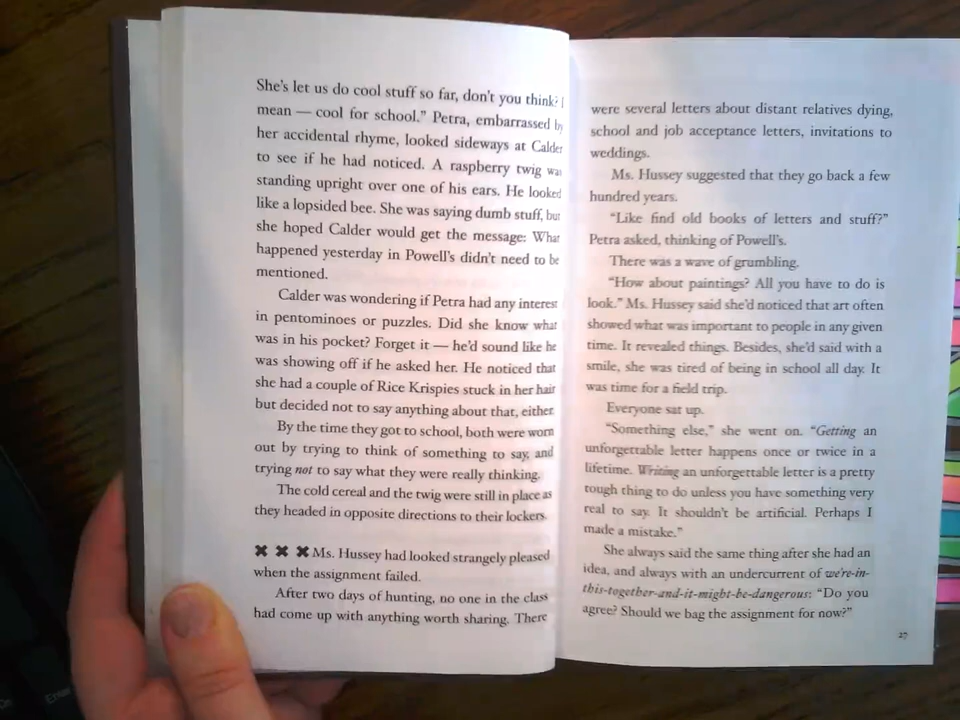 She's let us do cool stuff so far, don't you think? I
mean — cool for school." Petra, embarrassed by
her accidental rhyme, looked sideways at Calder
to see if he had noticed. A raspberry twig was
standing upright over one of his ears. He looked
like a lopsided bee. She was saying dumb stuff, but
she hoped Calder would get the message: What
happened yesterday in Powell's didn't need to be
mentioned.
Calder was wondering if Petra had any interest
in pentominoes or puzzles. Did she know what
was in his pocket? Forget it — he'd sound like he
was showing off if he asked her. He noticed that
she had a couple of Rice Krispies stuck in her hair
but decided not to say anything about that, either.
By the time they got to school, both were worn
out by trying to think of something to say, and
trying not to say what they were really thinking.
The cold cereal and the twig were still in place as
they headed in opposite directions to their lockers.
✖ ✖ ✖ Ms. Hussey had looked strangely pleased
when the assignment failed.
After two days of hunting, no one in the class
had come up with anything worth sharing. There
were several letters about distant relatives dying,
school and job acceptance letters, invitations to
weddings.
Ms. Hussey suggested that they go back a few
hundred years.
"Like find old books of letters and stuff?"
Petra asked, thinking of Powell's.
There was a wave of grumbling.
"How about paintings? All you have to do is
look." Ms. Hussey said she'd noticed that art often
showed what was important to people in any given
time. It revealed things. Besides, she'd said with a
smile, she was tired of being in school all day. It
was time for a field trip.
Everyone sat up.
"Something else," she went on. "Getting an
unforgettable letter happens once or twice in a
lifetime. Writing an unforgettable letter is a pretty
tough thing to do unless you have something very
real to say. It shouldn't be artificial. Perhaps I
made a mistake."
She always said the same thing after she had an
idea, and always with an undercurrent of we're-in-
this-together-and-it-might-be-dangerous: "Do you
agree? Should we bag the assignment for now?"
27
Enter